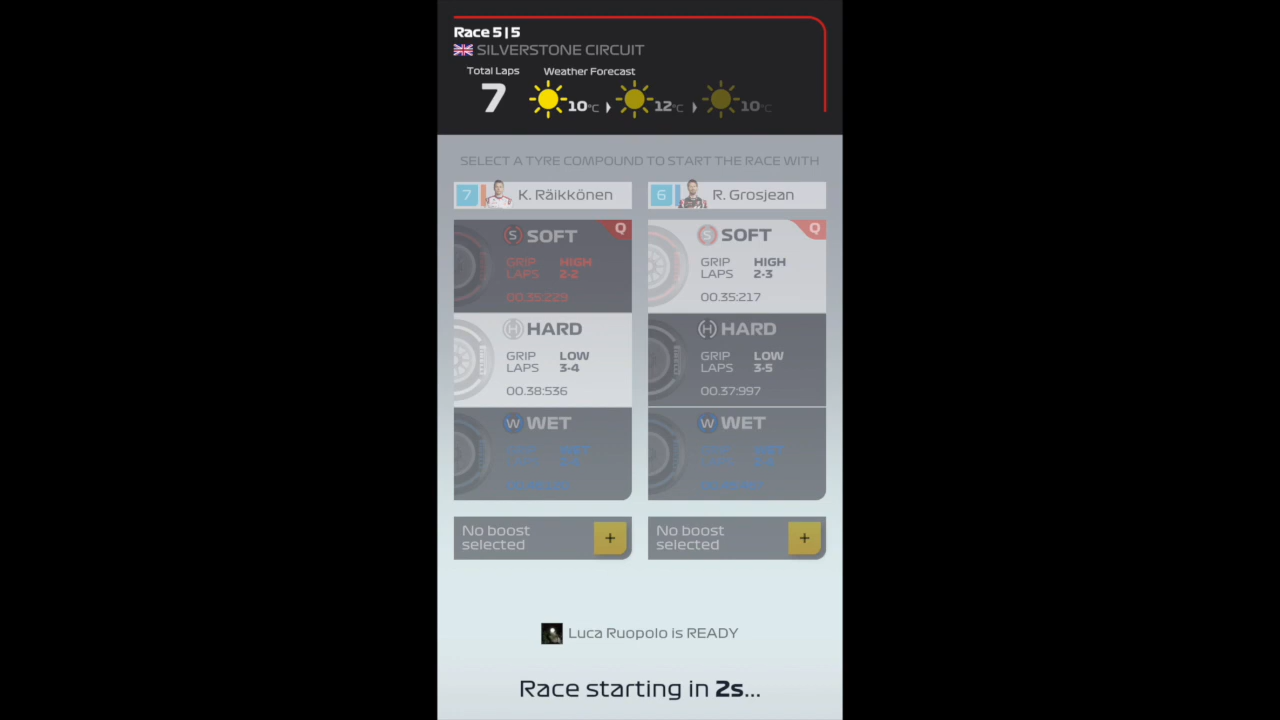 Race 5|5
SILVERSTONE CIRCUIT
Total Laps
Weather Forecast
7
10°C
12°C
10°C
SELECT A TYRE COMPOUND TO START THE RACE WITH
7
K. Räikkönen
6
R. Grosjean
S SOFT
Q
GRIP HIGH
LAPS 2-2
00.35:229
H HARD
GRIP LOW
LAPS 3-4
00.38:536
W WET
S SOFT
Q
GRIP HIGH
LAPS 2-3
00.35:217
H HARD
GRIP LOW
LAPS 3-5
00.37:997
W WET
No boost
selected
+
No boost
selected
+
Luca Ruopolo is READY
Race starting in 2s...